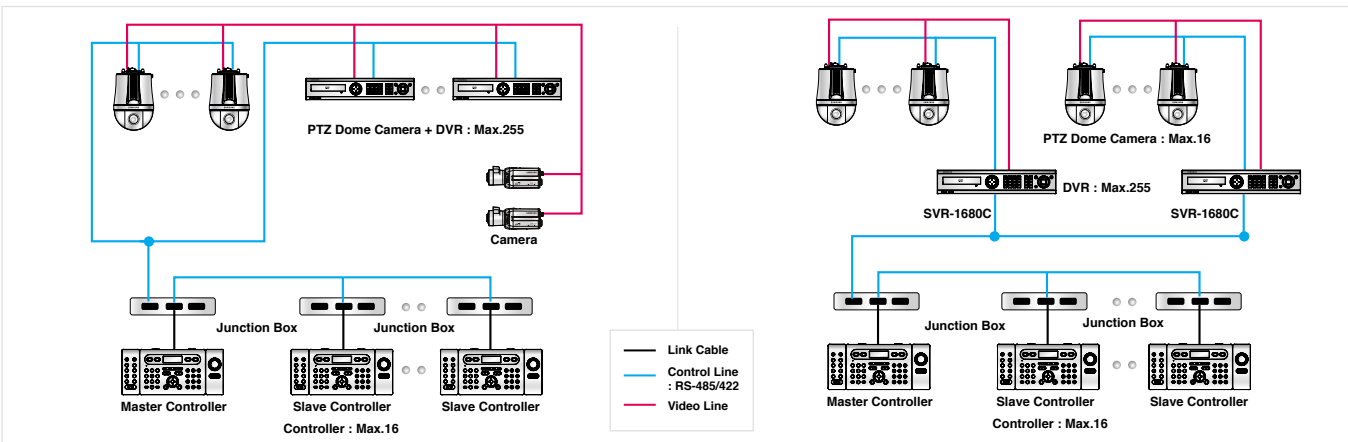 PTZ Dome Camera + DVR : Max.255
Camera
Junction Box
Junction Box
Master Controller
Slave Controller
Slave Controller
Controller : Max.16
Link Cable
Control Line
: RS-485/422
Video Line
PTZ Dome Camera : Max.16
DVR : Max.255
SVR-1680C
SVR-1680C
Junction Box
Junction Box
Master Controller
Slave Controller
Slave Controller
Controller : Max.16